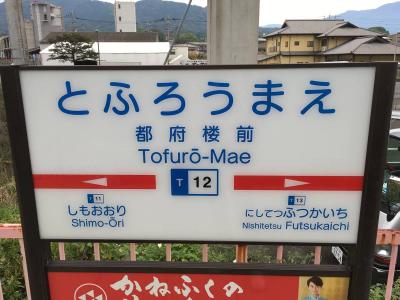 とふろうまえ
都府楼前
Tofurō-Mae
T 12
T 11
しもおおり
Shimo-Ōri
T 13
にしてつふつかいち
Nishitetsu Futsukaichi
かねふくの